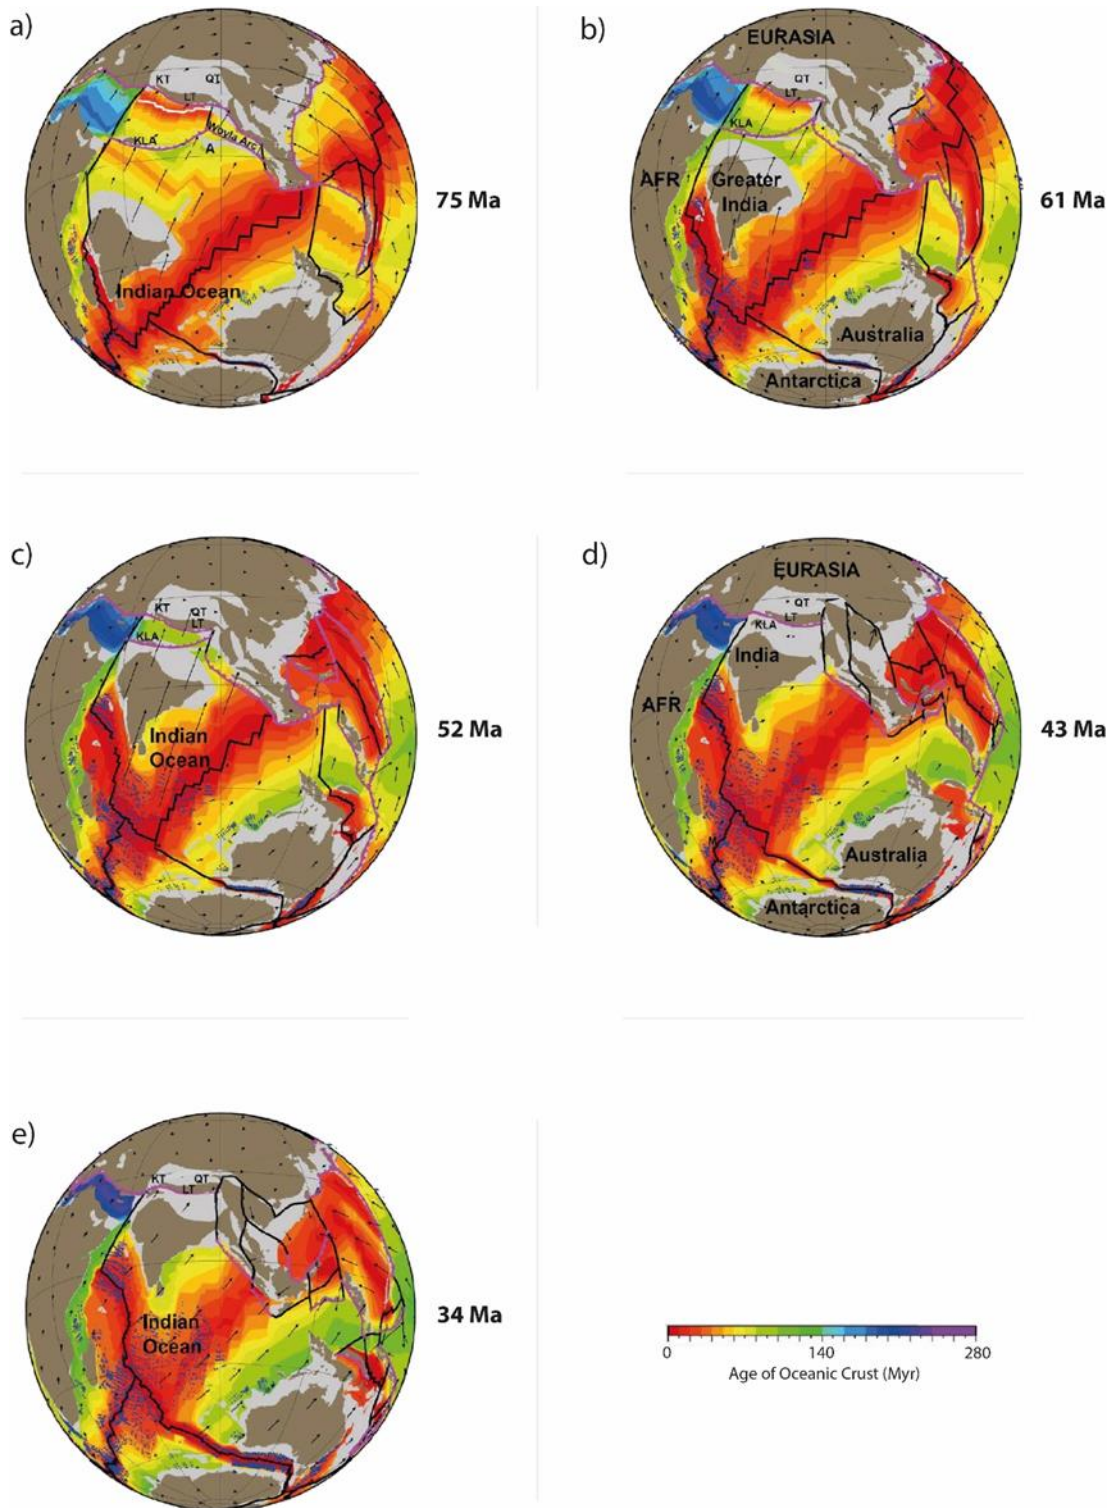 a)
KT
QT
LT
Woyla Arc
KLA
A
Indian Ocean
75 Ma
b)
EURASIA
QT
LT
KLA
AFR
Greater
India
Australia
Antarctica
61 Ma
c)
KT
QT
LT
KLA
Indian
Ocean
52 Ma
d)
EURASIA
QT
LT
KLA
India
AFR
Australia
Antarctica
43 Ma
e)
KT
QT
LT
Indian
Ocean
34 Ma
0
140
280
Age of Oceanic Crust (Myr)